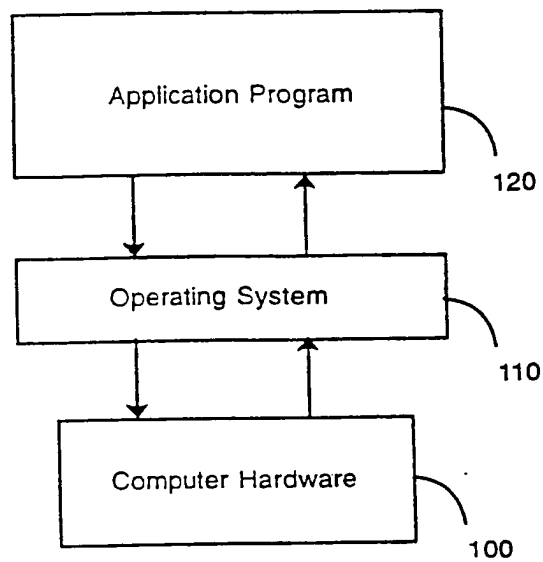 Application Program
120
Operating System
110
Computer Hardware
100